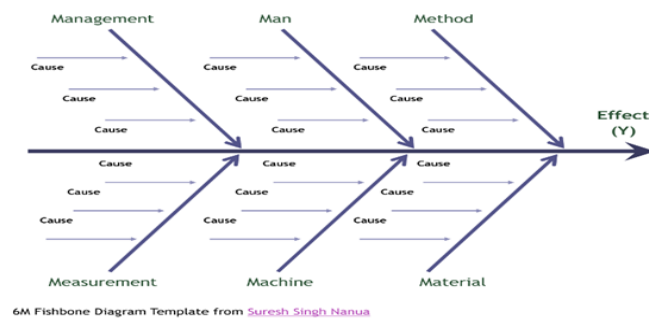 Management
Man
Method
Cause
Cause
Cause
Cause
Cause
Cause
Cause
Cause
Cause
Effect
(Y)
Cause
Cause
Cause
Cause
Cause
Cause
Cause
Cause
Cause
Measurement
Machine
Material
6M Fishbone Diagram Template from Suresh Singh Nanua